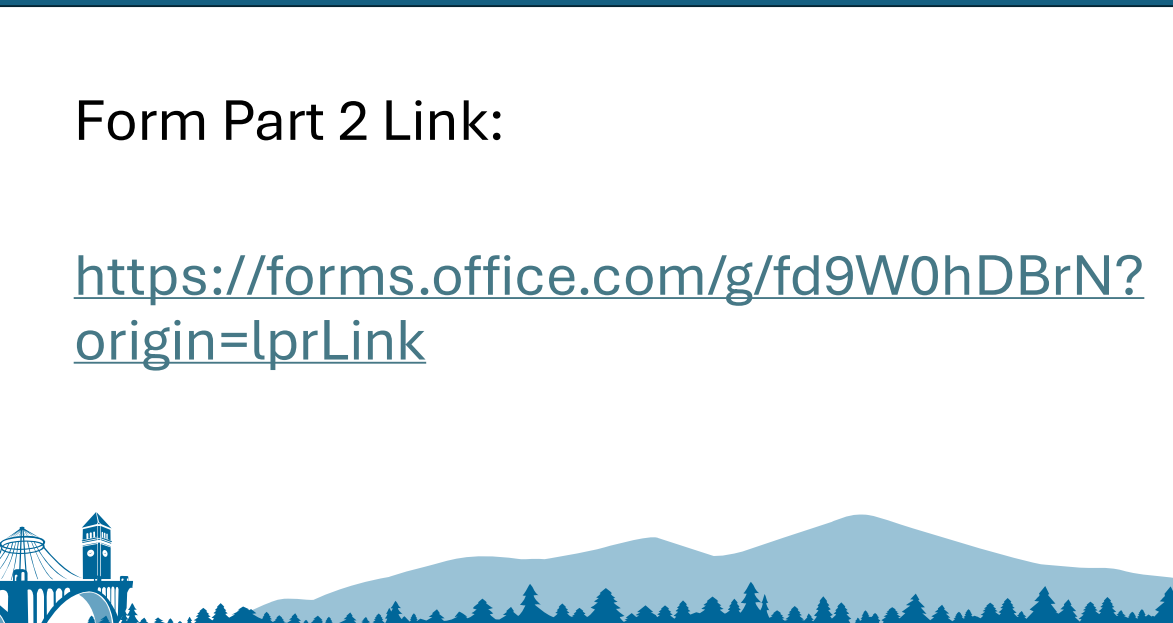 Form Part 2 Link:
https://forms.office.com/g/fd9W0hDBrN?
origin=lprLink